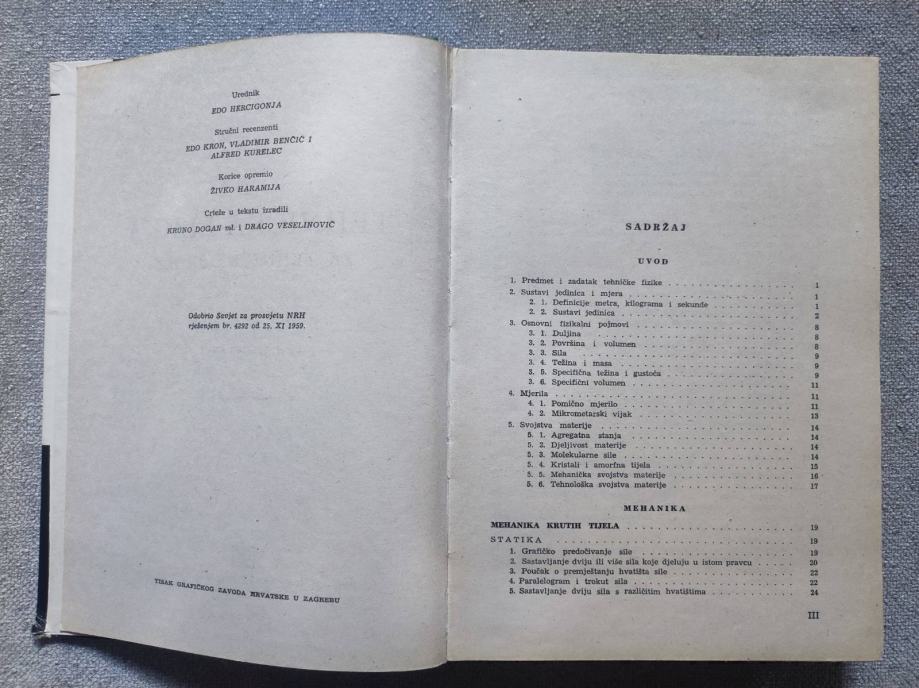 Urednik
EDO HERCIGONJA
Stručni recenzenti
EDO KRON, VLADIMIR BENČIĆ I
ALFRED KURELEC
Korice opremio
ŽIVKO HARAMIJA
Crteže u tekstu izradili
KRUNO DOGAN ml. i DRAGO VESELINOVIĆ
Odobrio Savjet za prosvjetu NRH
rješenjem br. 4292 od 25. XI 1959.
TISAK GRAFIČKOG ZAVODA HRVATSKE U ZAGREBU
SADRŽAJ
UVOD
1. Predmet i zadatak tehničke fizike . . . . . . . . . . 1
2. Sustavi jedinica i mjera . . . . . . . . . . 1
2. 1. Definicije metra, kilograma i sekunde . . . . . . . . . . 1
2. 2. Sustavi jedinica . . . . . . . . . . 2
3. Osnovni fizikalni pojmovi . . . . . . . . . . 8
3. 1. Duljina . . . . . . . . . . 8
3. 2. Površina i volumen . . . . . . . . . . 8
3. 3. Sila . . . . . . . . . . 9
3. 4. Težina i masa . . . . . . . . . . 9
3. 5. Specifična težina i gustoća . . . . . . . . . . 9
3. 6. Specifični volumen . . . . . . . . . . 11
4. Mjerila . . . . . . . . . . 11
4. 1. Pomično mjerilo . . . . . . . . . . 11
4. 2. Mikrometarski vijak . . . . . . . . . . 13
5. Svojstva materije . . . . . . . . . . 14
5. 1. Agregatna stanja . . . . . . . . . . 14
5. 2. Djeljivost materije . . . . . . . . . . 14
5. 3. Molekularne sile . . . . . . . . . . 14
5. 4. Kristali i amorfna tijela . . . . . . . . . . 15
5. 5. Mehanička svojstva materije . . . . . . . . . . 16
5. 6. Tehnološka svojstva materije . . . . . . . . . . 17
MEHANIKA
MEHANIKA KRUTIH TIJELA . . . . . . . . . . 19
STATIKA . . . . . . . . . . 19
1. Grafičko predočivanje sile . . . . . . . . . . 19
2. Sastavljanje dviju ili više sila koje djeluju u istom pravcu . . 20
3. Poučak o premještanju hvatišta sile . . . . . . . . . . 22
4. Paralelogram i trokut sila . . . . . . . . . . 22
5. Sastavljanje dviju sila s različitim hvatištima . . . . . . . . . . 24
III